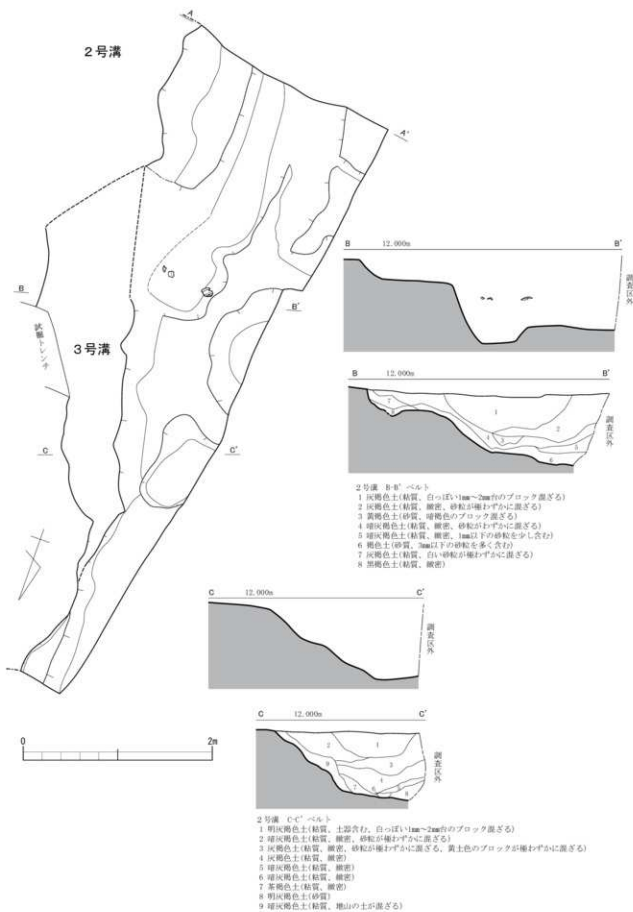 A
2号溝
A'
B 12.000m B'
調査区外
B
B'
試掘トレンチ
3号溝
B 12.000m B'
1
7
8
2
4
3
5
6
調査区外
C
C'
2号溝 B-B' ベルト
1 灰褐色土(粘質、白っぽい1mm～2mm台のブロック混ざる)
2 灰褐色土(粘質、緻密、砂粒が極わずかに混ざる)
3 黄褐色土(砂質、暗褐色のブロック混ざる)
4 暗灰褐色土(粘質、緻密、砂粒がわずかに混ざる)
5 暗灰褐色土(粘質、緻密、1mm以下の砂粒を少し含む)
6 褐色土(砂質、3mm以下の砂粒を多く含む)
7 灰褐色土(粘質、白い砂粒が極わずかに混ざる)
8 黒褐色土(粘質、緻密)
C 12.000m C'
調査区外
0 2m
C 12.000m C'
2
1
9
3
4
7
6
5
8
調査区外
2号溝 C-C' ベルト
1 明灰褐色土(粘質、土器含む、白っぽい1mm～2mm台のブロック混ざる)
2 暗灰褐色土(粘質、緻密、砂粒が極わずかに混ざる)
3 灰褐色土(粘質、緻密、砂粒が極わずかに混ざる、黄土色のブロックが極わずかに混ざる)
4 灰褐色土(粘質、緻密)
5 暗灰褐色土(粘質、緻密)
6 暗灰褐色土(粘質、緻密)
7 茶褐色土(粘質、緻密)
8 明灰褐色土(砂質)
9 暗灰褐色土(粘質、地山の土が混ざる)